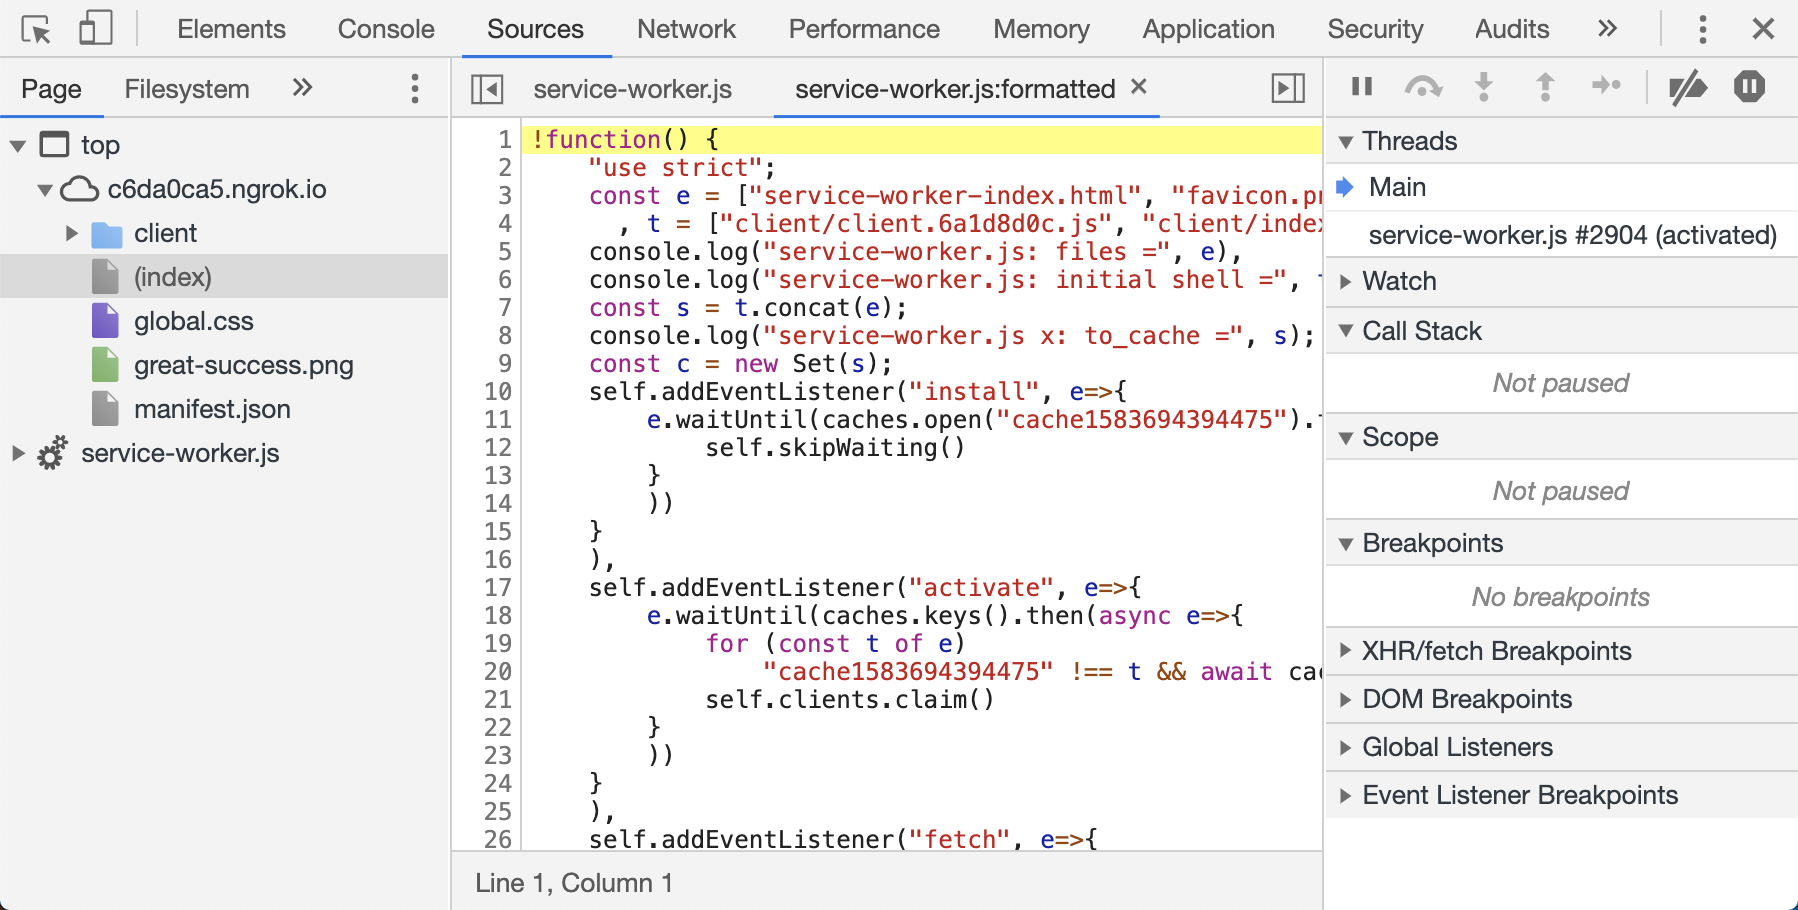 Elements Console Sources Network Performance Memory Application Security Audits
Page Filesystem
top
c6da0ca5.ngrok.io
client
(index)
global.css
great-success.png
manifest.json
service-worker.js
service-worker.js service-worker.js:formatted
1 !function() {
2 "use strict";
3 const e = ["service-worker-index.html", "favicon.pn
4 , t = ["client/client.6a1d8d0c.js", "client/index
5 console.log("service-worker.js: files =", e),
6 console.log("service-worker.js: initial shell =",
7 const s = t.concat(e);
8 console.log("service-worker.js x: to_cache =", s);
9 const c = new Set(s);
10 self.addEventListener("install", e=>{
11 e.waitUntil(caches.open("cache1583694394475").
12 self.skipWaiting()
13 }
14 ))
15 }
16 ),
17 self.addEventListener("activate", e=>{
18 e.waitUntil(caches.keys().then(async e=>{
19 for (const t of e)
20 "cache1583694394475" !== t && await cac
21 self.clients.claim()
22 }
23 ))
24 }
25 ),
26 self.addEventListener("fetch", e=>{
Line 1, Column 1
Threads
Main
service-worker.js #2904 (activated)
Watch
Call Stack
Not paused
Scope
Not paused
Breakpoints
No breakpoints
XHR/fetch Breakpoints
DOM Breakpoints
Global Listeners
Event Listener Breakpoints